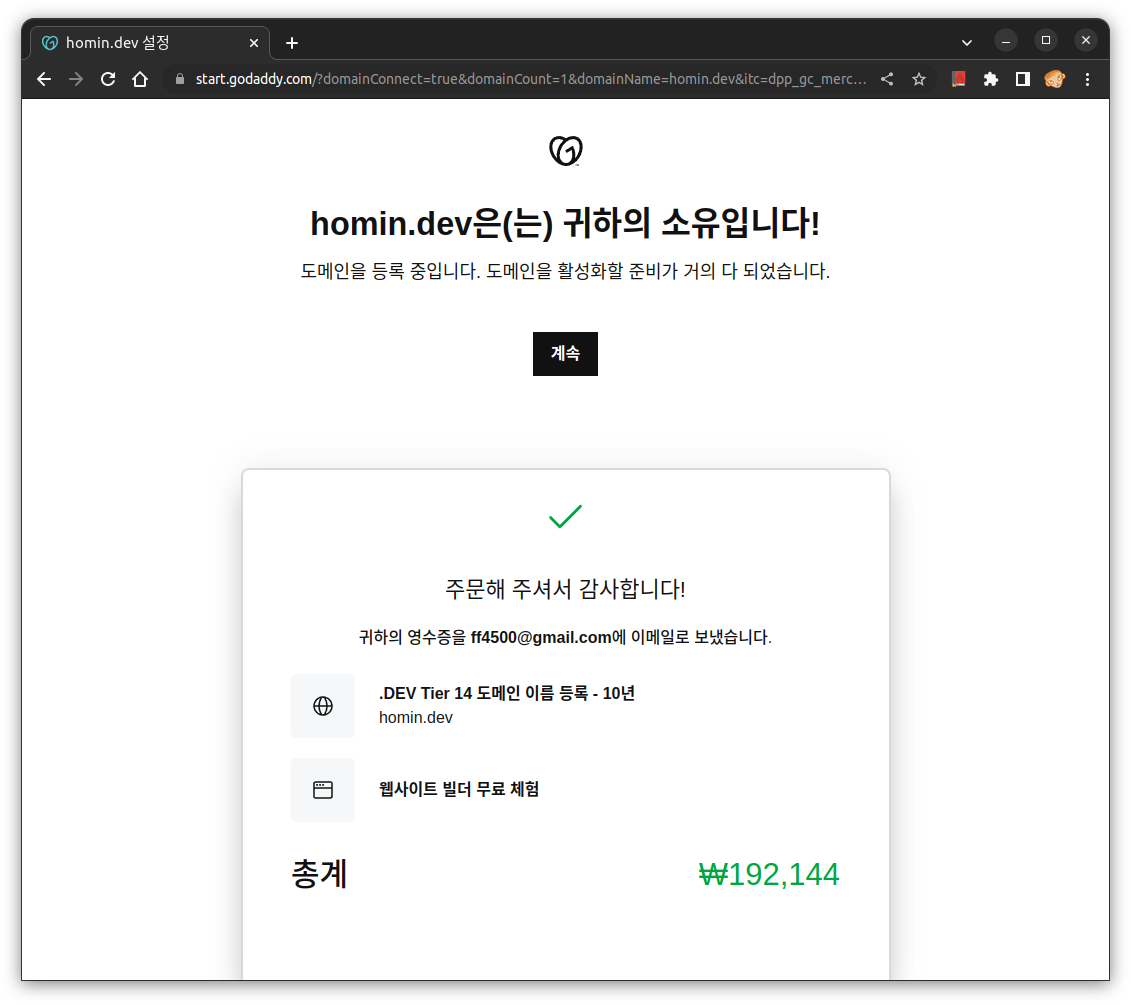 homin.dev 설정
start.godaddy.com/?domainConnect=true&domainCount=1&domainName=homin.dev&itc=dpp_gc_merc...
homin.dev은(는) 귀하의 소유입니다!
도메인을 등록 중입니다. 도메인을 활성화할 준비가 거의 다 되었습니다.
계속
주문해 주셔서 감사합니다!
귀하의 영수증을 ff4500@gmail.com에 이메일로 보냈습니다.
.DEV Tier 14 도메인 이름 등록 - 10년
homin.dev
웹사이트 빌더 무료 체험
총계 ₩192,144